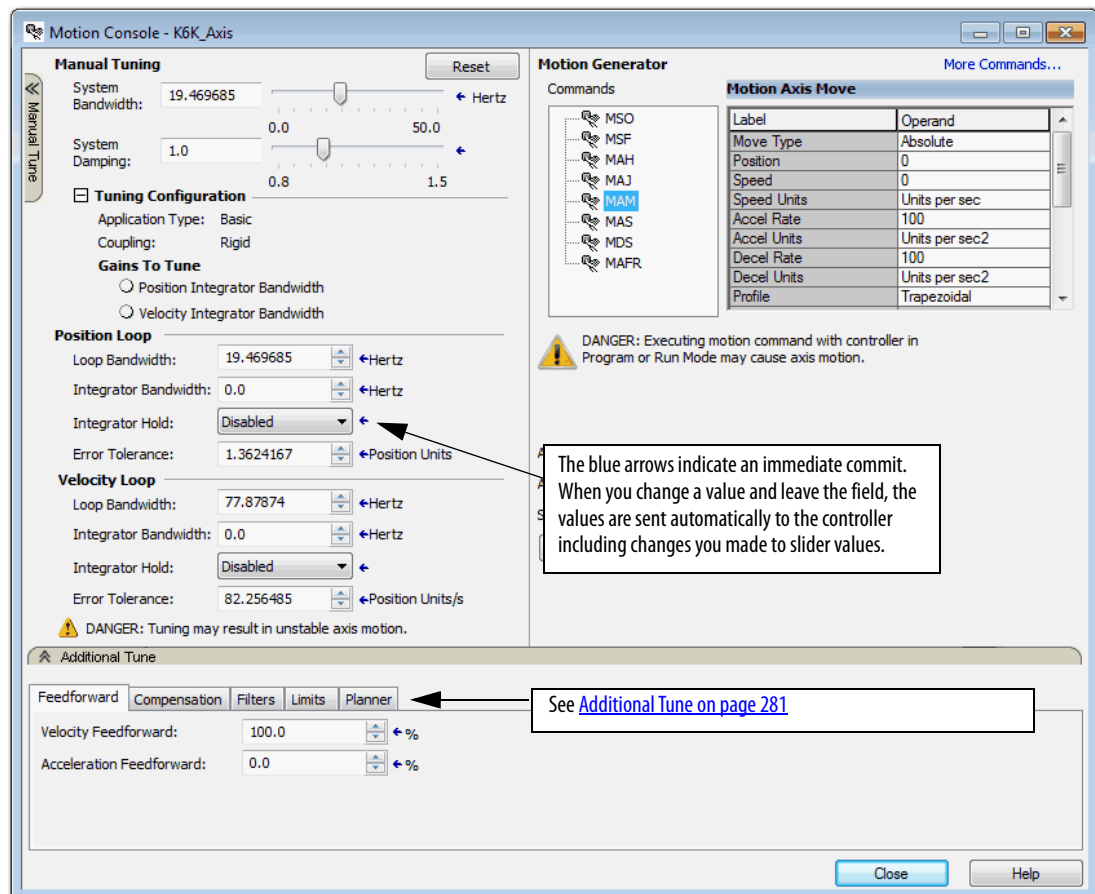 Motion Console - K6K_Axis
Manual Tuning
Reset
Manual Tune
System Bandwidth: 19.469685 Hertz
0.0 50.0
System Damping: 1.0
0.8 1.5
Tuning Configuration
Application Type: Basic
Coupling: Rigid
Gains To Tune
Position Integrator Bandwidth
Velocity Integrator Bandwidth
Position Loop
Loop Bandwidth: 19.469685 Hertz
Integrator Bandwidth: 0.0 Hertz
Integrator Hold: Disabled
Error Tolerance: 1.3624167 Position Units
Velocity Loop
Loop Bandwidth: 77.87874 Hertz
Integrator Bandwidth: 0.0 Hertz
Integrator Hold: Disabled
Error Tolerance: 82.256485 Position Units/s
DANGER: Tuning may result in unstable axis motion.
Motion Generator
More Commands...
Commands
MSO
MSF
MAH
MAJ
MAM
MAS
MDS
MAFR
Motion Axis Move
Label Operand
Move Type Absolute
Position 0
Speed 0
Speed Units Units per sec
Accel Rate 100
Accel Units Units per sec2
Decel Rate 100
Decel Units Units per sec2
Profile Trapezoidal
DANGER: Executing motion command with controller in
Program or Run Mode may cause axis motion.
The blue arrows indicate an immediate commit.
When you change a value and leave the field, the
values are sent automatically to the controller
including changes you made to slider values.
Additional Tune
Feedforward Compensation Filters Limits Planner
See Additional Tune on page 281
Velocity Feedforward: 100.0 %
Acceleration Feedforward: 0.0 %
Close Help